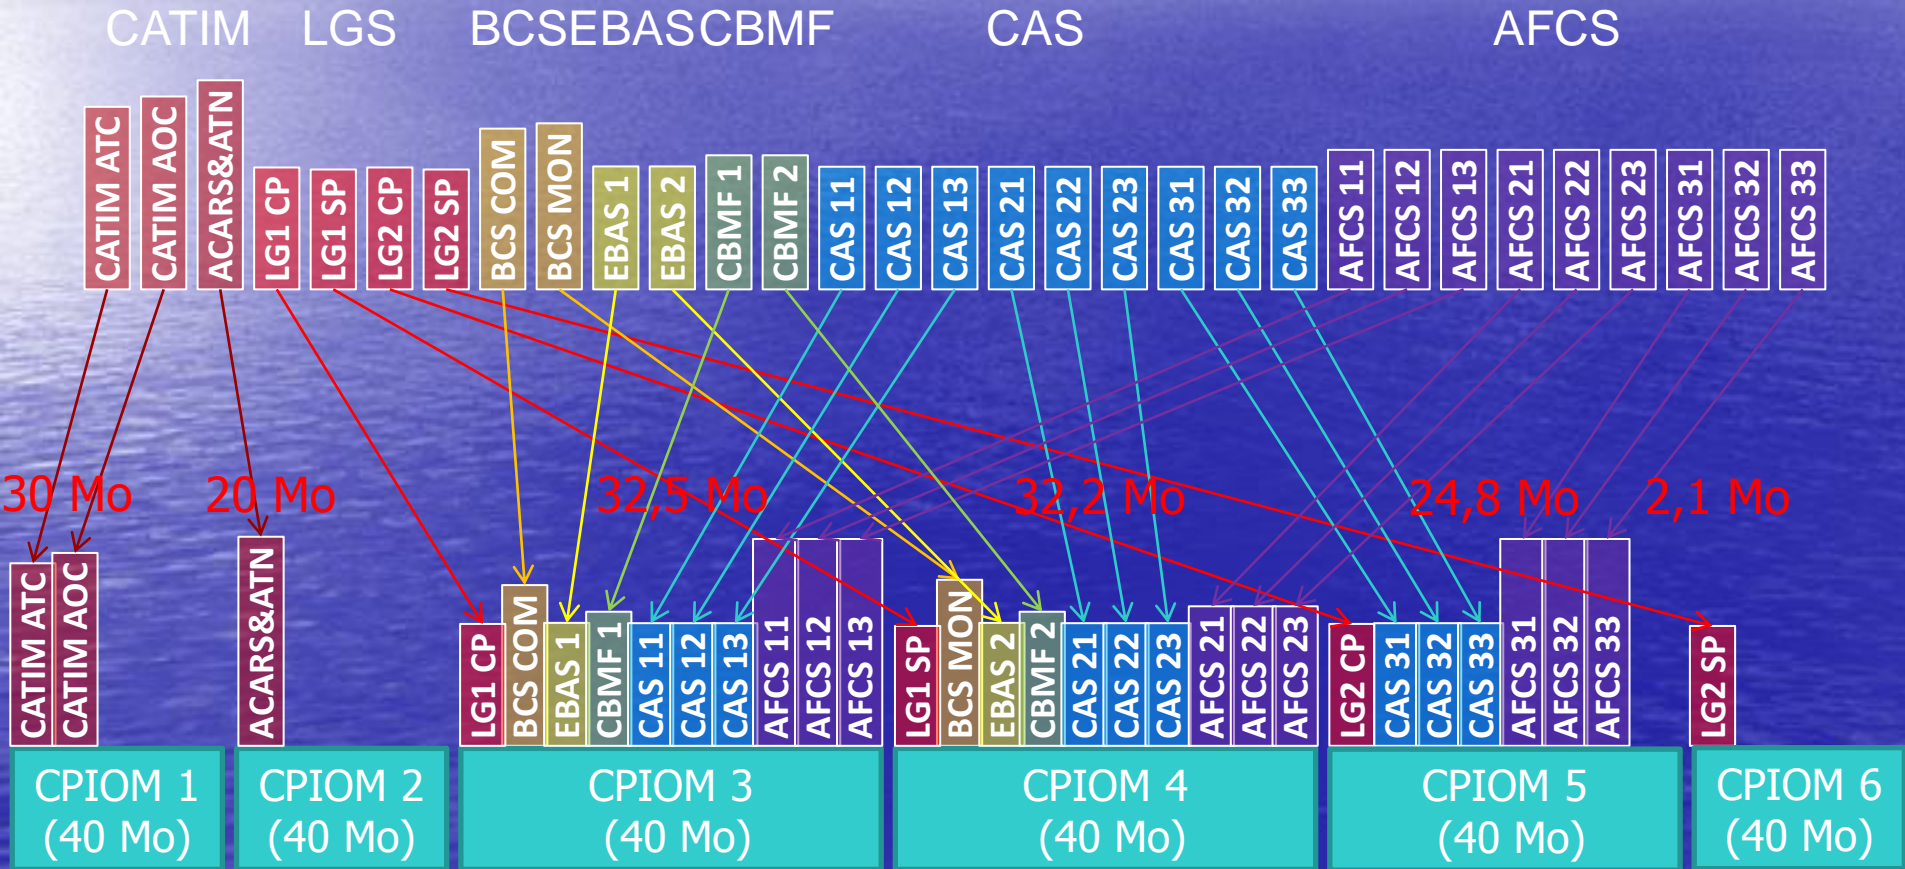 CATIM LGS BCS EBAS CBMF CAS AFCS
CATIM ATC
CATIM AOC
ACARS&ATN
LG1 CP
LG1 SP
LG2 CP
LG2 SP
BCS COM
BCS MON
EBAS 1
EBAS 2
CBMF 1
CBMF 2
CAS 11
CAS 12
CAS 13
CAS 21
CAS 22
CAS 23
CAS 31
CAS 32
CAS 33
AFCS 11
AFCS 12
AFCS 13
AFCS 21
AFCS 22
AFCS 23
AFCS 31
AFCS 32
AFCS 33
30 Mo
20 Mo
32,5 Mo
32,2 Mo
24,8 Mo
2,1 Mo
CATIM ATC
CATIM AOC
ACARS&ATN
LG1 CP
BCS COM
EBAS 1
CBMF 1
CAS 11
CAS 12
CAS 13
AFCS 11
AFCS 12
AFCS 13
LG1 SP
BCS MON
EBAS 2
CBMF 2
CAS 21
CAS 22
CAS 23
AFCS 21
AFCS 22
AFCS 23
LG2 CP
CAS 31
CAS 32
CAS 33
AFCS 31
AFCS 32
AFCS 33
LG2 SP
CPIOM 1
(40 Mo)
CPIOM 2
(40 Mo)
CPIOM 3
(40 Mo)
CPIOM 4
(40 Mo)
CPIOM 5
(40 Mo)
CPIOM 6
(40 Mo)